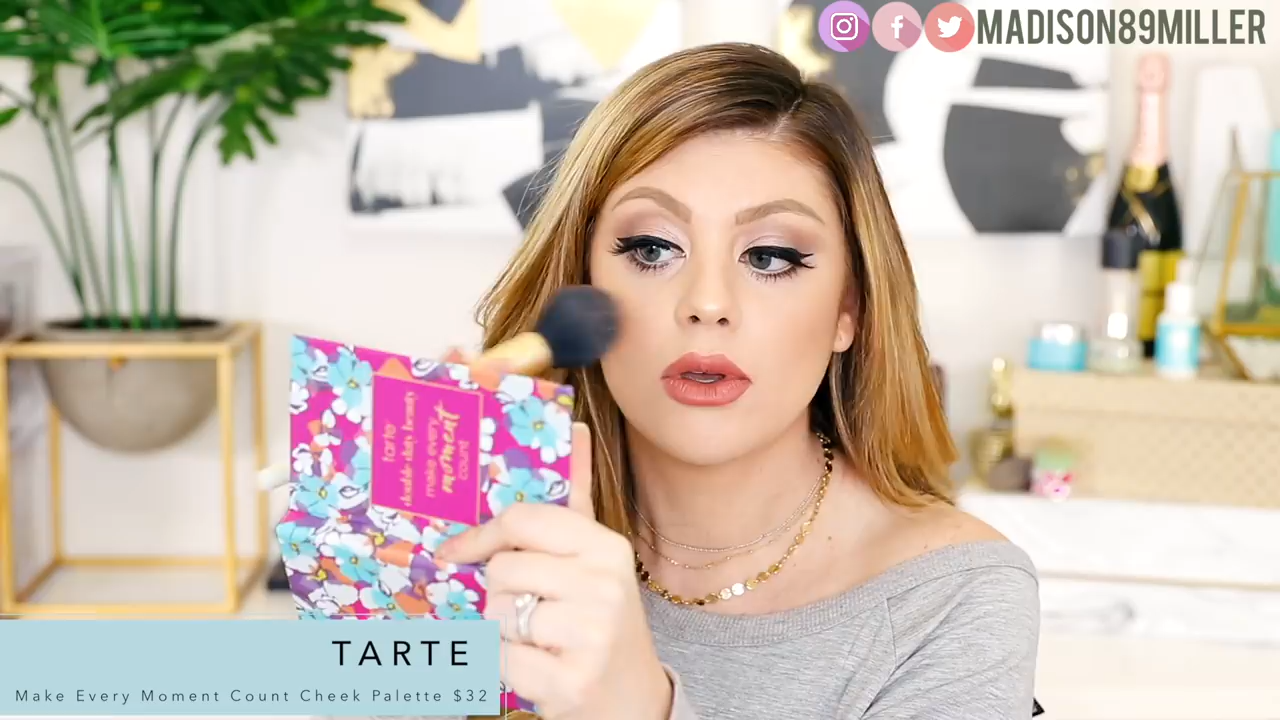 MADISON89MILLER
tarte
double duty beauty
make every
moment
count
TARTE
Make Every Moment Count Cheek Palette $32